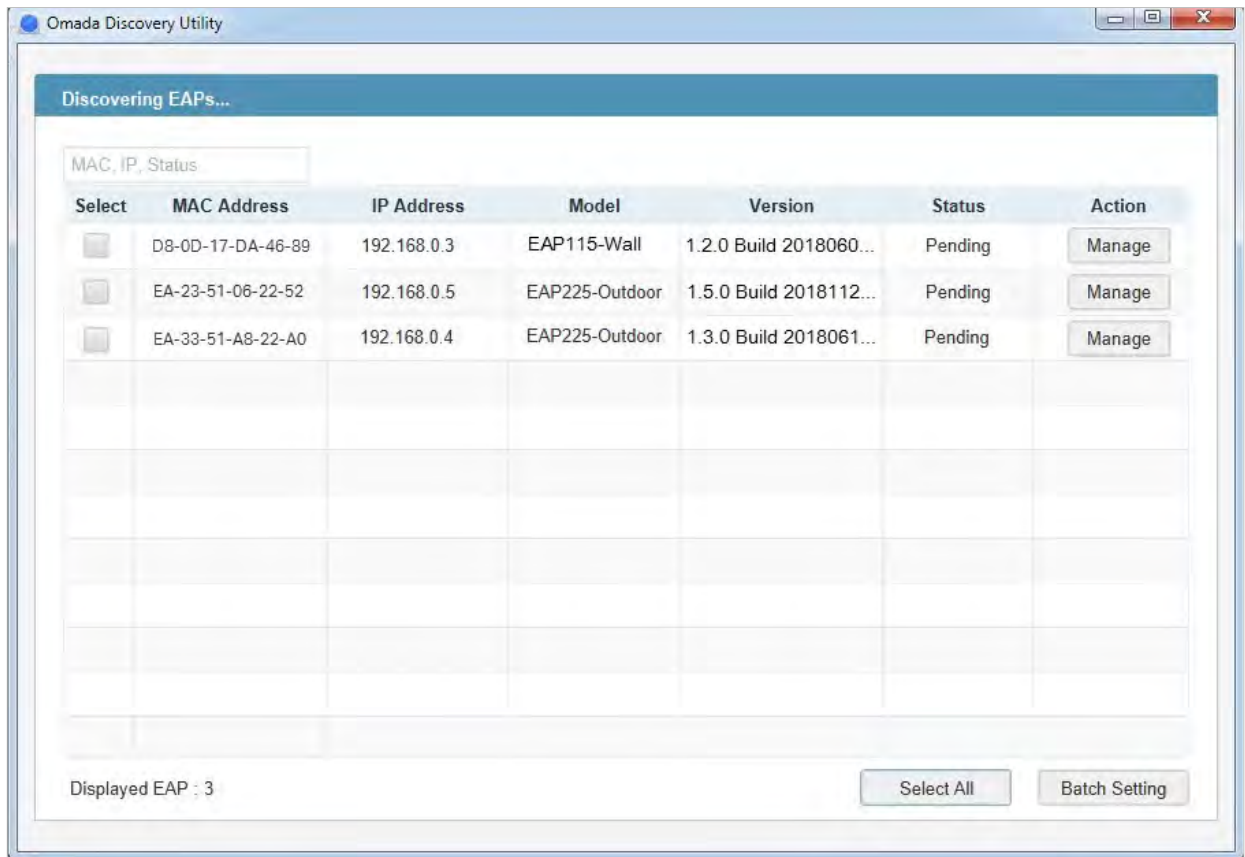 Omada Discovery Utility
Discovering EAPs...
MAC, IP, Status
Select MAC Address IP Address Model Version Status Action
D8-0D-17-DA-46-89 192.168.0.3 EAP115-Wall 1.2.0 Build 2018060... Pending Manage
EA-23-51-06-22-52 192.168.0.5 EAP225-Outdoor 1.5.0 Build 2018112... Pending Manage
EA-33-51-A8-22-A0 192.168.0.4 EAP225-Outdoor 1.3.0 Build 2018061... Pending Manage
Displayed EAP : 3 Select All Batch Setting